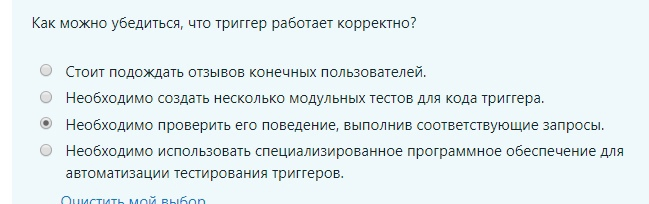 Как можно убедиться, что триггер работает корректно?
Стоит подождать отзывов конечных пользователей.
Необходимо создать несколько модульных тестов для кода триггера.
Необходимо проверить его поведение, выполнив соответствующие запросы.
Необходимо использовать специализированное программное обеспечение для
автоматизации тестирования триггеров.
Очистить мой выбор